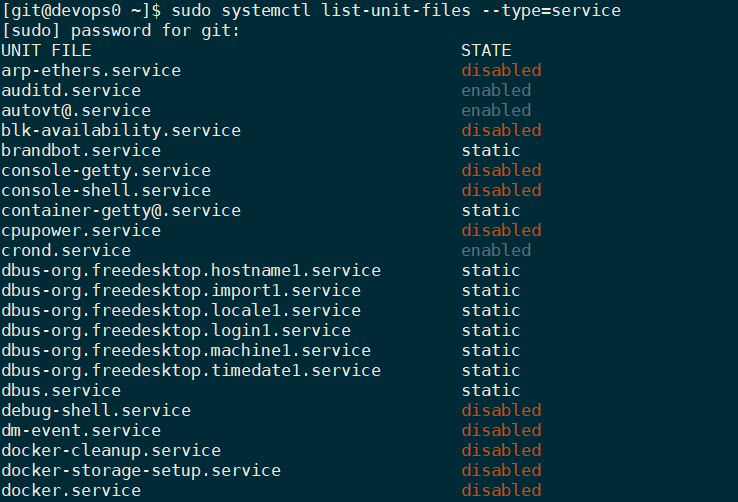 [git@devops0 ~]$ sudo systemctl list-unit-files --type=service
[sudo] password for git:
UNIT FILE STATE
arp-ethers.service disabled
auditd.service enabled
autovt@.service enabled
blk-availability.service disabled
brandbot.service static
console-getty.service disabled
console-shell.service disabled
container-getty@.service static
cpupower.service disabled
crond.service enabled
dbus-org.freedesktop.hostname1.service static
dbus-org.freedesktop.import1.service static
dbus-org.freedesktop.locale1.service static
dbus-org.freedesktop.login1.service static
dbus-org.freedesktop.machine1.service static
dbus-org.freedesktop.timedate1.service static
dbus.service static
debug-shell.service disabled
dm-event.service disabled
docker-cleanup.service disabled
docker-storage-setup.service disabled
docker.service disabled